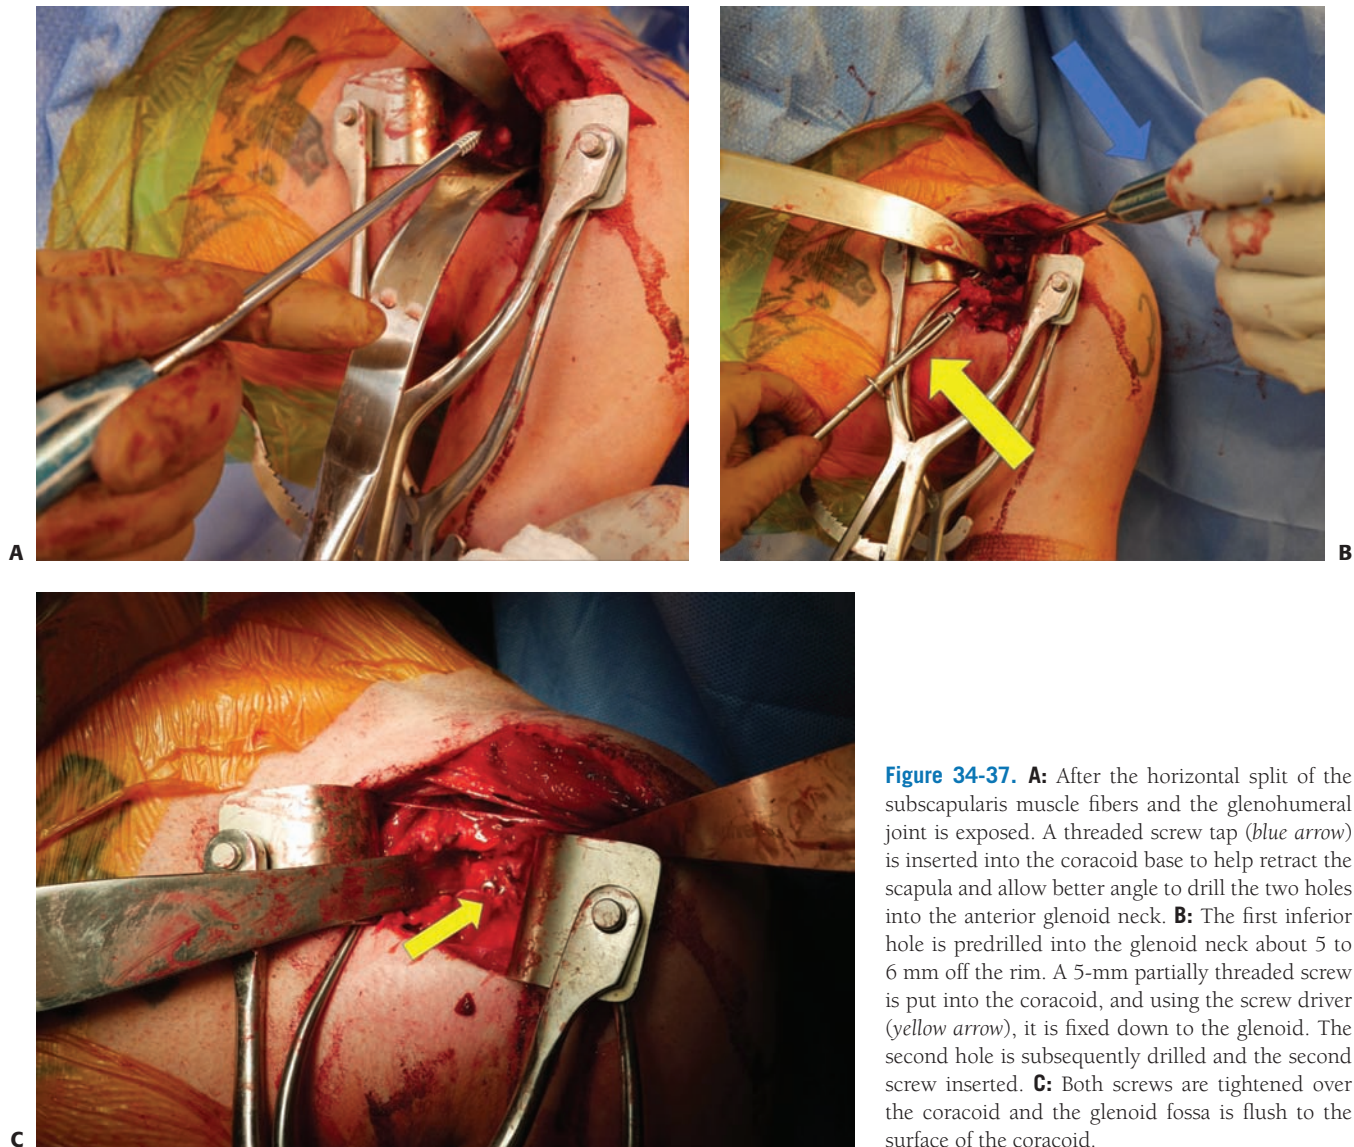 A
B
C
Figure 34-37. A: After the horizontal split of the
subscapularis muscle fibers and the glenohumeral
joint is exposed. A threaded screw tap (blue arrow)
is inserted into the coracoid base to help retract the
scapula and allow better angle to drill the two holes
into the anterior glenoid neck. B: The first inferior
hole is predrilled into the glenoid neck about 5 to
6 mm off the rim. A 5-mm partially threaded screw
is put into the coracoid, and using the screw driver
(yellow arrow), it is fixed down to the glenoid. The
second hole is subsequently drilled and the second
screw inserted. C: Both screws are tightened over
the coracoid and the glenoid fossa is flush to the
surface of the coracoid.